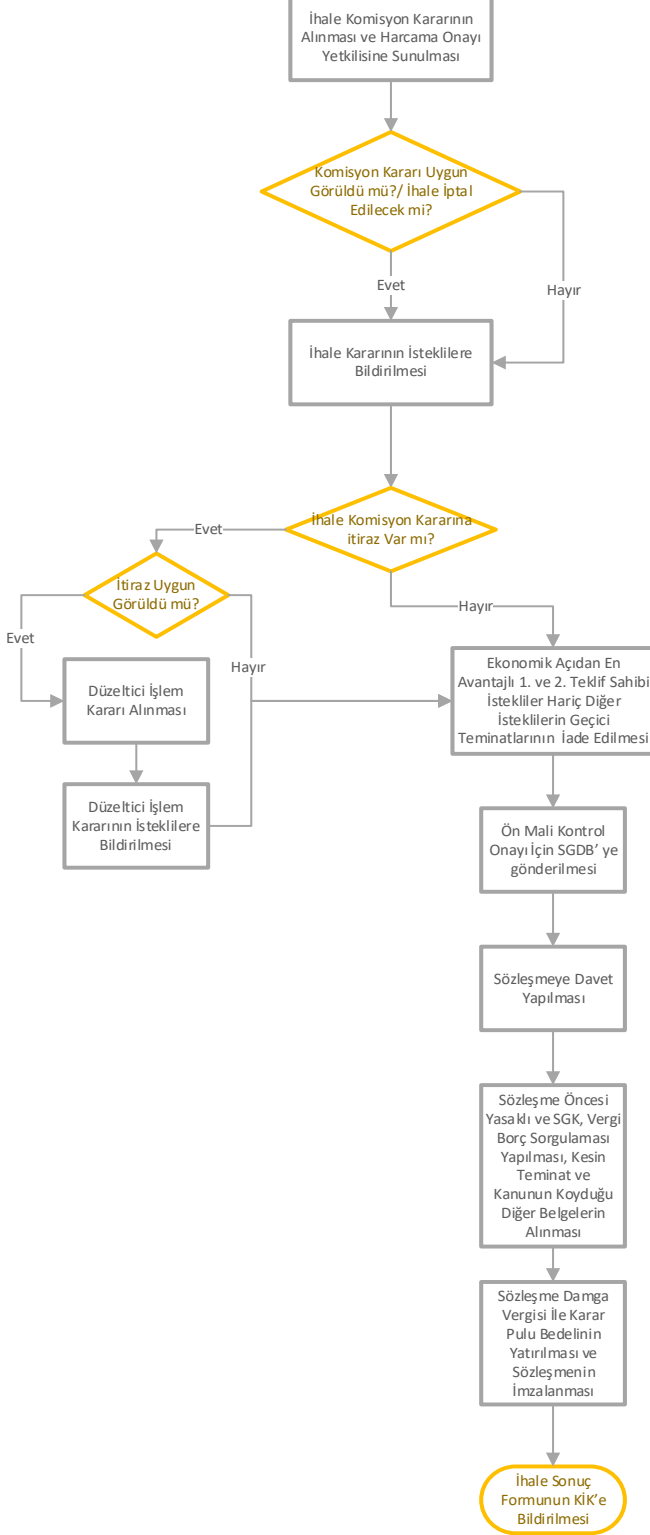 İhale Komisyon Kararının
Alınması ve Harcama Onayı
Yetkilisine Sunulması
Komisyon Kararı Uygun
Görüldü mü?/ İhale İptal
Edilecek mi?
Evet
Hayır
İhale Kararının İsteklilere
Bildirilmesi
İhale Komisyon Kararına
itiraz Var mı?
Evet
Hayır
İtiraz Uygun
Görüldü mü?
Evet
Hayır
Düzeltici İşlem
Kararı Alınması
Düzeltici İşlem
Kararının İsteklilere
Bildirilmesi
Ekonomik Açıdan En
Avantajlı 1. ve 2. Teklif Sahibi
İstekliler Hariç Diğer
İsteklilerin Geçici
Teminatlarının İade Edilmesi
Ön Mali Kontrol
Onayı İçin SGDB’ ye
gönderilmesi
Sözleşmeye Davet
Yapılması
Sözleşme Öncesi
Yasaklı ve SGK, Vergi
Borç Sorgulaması
Yapılması, Kesin
Teminat ve
Kanunun Koyduğu
Diğer Belgelerin
Alınması
Sözleşme Damga
Vergisi İle Karar
Pulu Bedelinin
Yatırılması ve
Sözleşmenin
İmzalanması
İhale Sonuç
Formunun KİK’e
Bildirilmesi